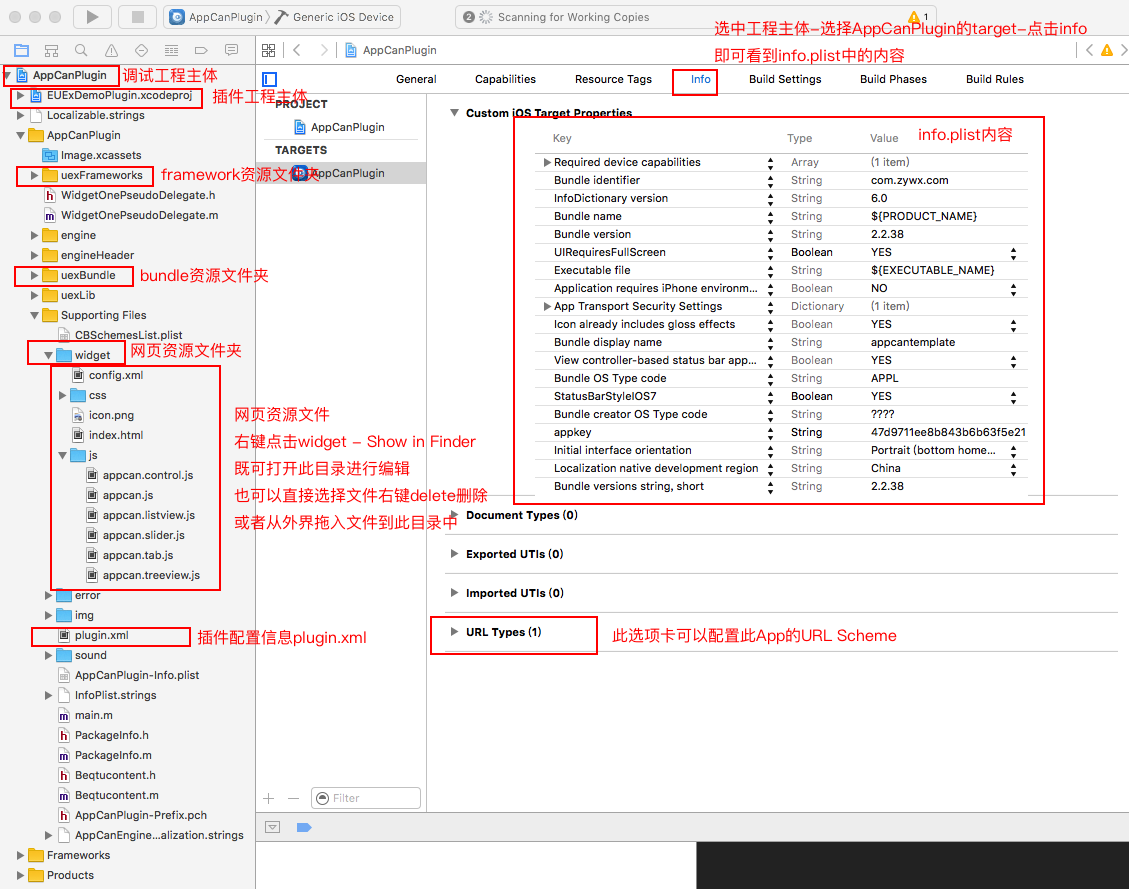 AppCanPlugin
Generic iOS Device
2
Scanning for Working Copies
1
选中工程主体-选择AppCanPlugin的target-点击info
即可看到info.plist中的内容
AppCanPlugin
AppCanPlugin
调试工程主体
EUExDemoPlugin.xcodeproj
插件工程主体
Localizable.strings
AppCanPlugin
Image.xcassets
uexFrameworks
framework资源文件夹
WidgetOnePseudoDelegate.h
WidgetOnePseudoDelegate.m
engine
engineHeader
uexBundle
bundle资源文件夹
uexLib
Supporting Files
CBSchemesList.plist
widget
网页资源文件夹
config.xml
css
icon.png
index.html
js
appcan.control.js
appcan.js
appcan.listview.js
appcan.slider.js
appcan.tab.js
appcan.treeview.js
网页资源文件
右键点击widget - Show in Finder
既可打开此目录进行编辑
也可以直接选择文件右键delete删除
或者从外界拖入文件到此目录中
error
img
plugin.xml
插件配置信息plugin.xml
sound
AppCanPlugin-Info.plist
InfoPlist.strings
main.m
PackageInfo.h
PackageInfo.m
Beqtucontent.h
Beqtucontent.m
AppCanPlugin-Prefix.pch
AppCanEngine...alization.strings
Frameworks
Products
General
Capabilities
Resource Tags
Info
Build Settings
Build Phases
Build Rules
PROJECT
AppCanPlugin
TARGETS
AppCanPlugin
Filter
Custom iOS Target Properties
Key Type Value
info.plist内容
Required device capabilities Array (1 item)
Bundle identifier String com.zywx.com
InfoDictionary version String 6.0
Bundle name String ${PRODUCT_NAME}
Bundle version String 2.2.38
UIRequiresFullScreen Boolean YES
Executable file String ${EXECUTABLE_NAME}
Application requires iPhone environm... Boolean NO
App Transport Security Settings Dictionary (1 item)
Icon already includes gloss effects Boolean YES
Bundle display name String appcantemplate
View controller-based status bar app... Boolean YES
Bundle OS Type code String APPL
StatusBarStyleIOS7 Boolean YES
Bundle creator OS Type code String ????
appkey String 47d9711ee8b843b6b63f5e21
Initial interface orientation String Portrait (bottom home...
Localization native development region String China
Bundle versions string, short String 2.2.38
Document Types (0)
Exported UTIs (0)
Imported UTIs (0)
URL Types (1)
此选项卡可以配置此App的URL Scheme